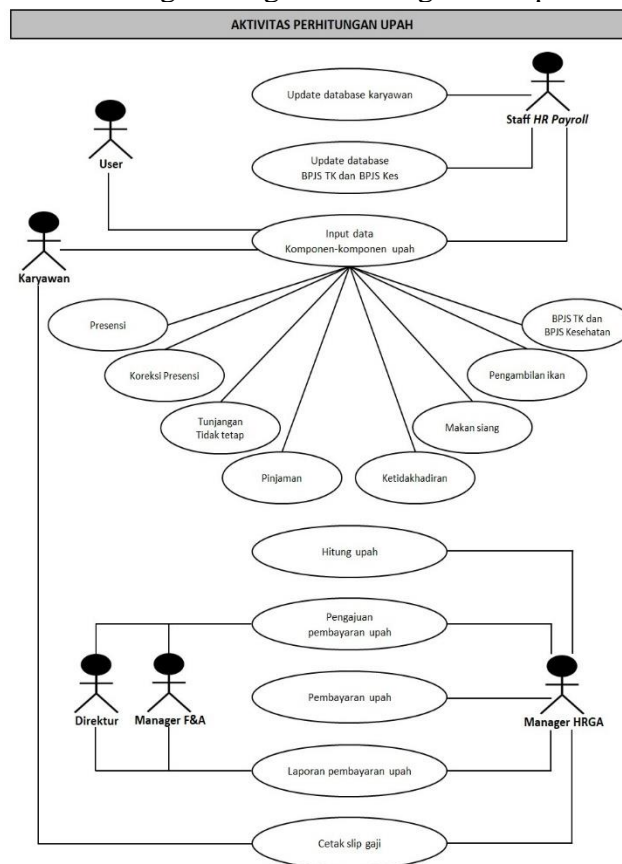 AKTIVITAS PERHITUNGAN UPAH
Update database karyawan
Staff HR Payroll
User
Update database
BPJS TK dan BPJS Kes
Input data
Komponen-komponen upah
Karyawan
Presensi
BPJS TK dan
BPJS Kesehatan
Koreksi Presensi
Pengambilan ikan
Tunjangan
Tidak tetap
Makan siang
Pinjaman
Ketidakhadiran
Hitung upah
Pengajuan
pembayaran upah
Direktur
Manager F&A
Pembayaran upah
Manager HRGA
Laporan pembayaran upah
Cetak slip gaji